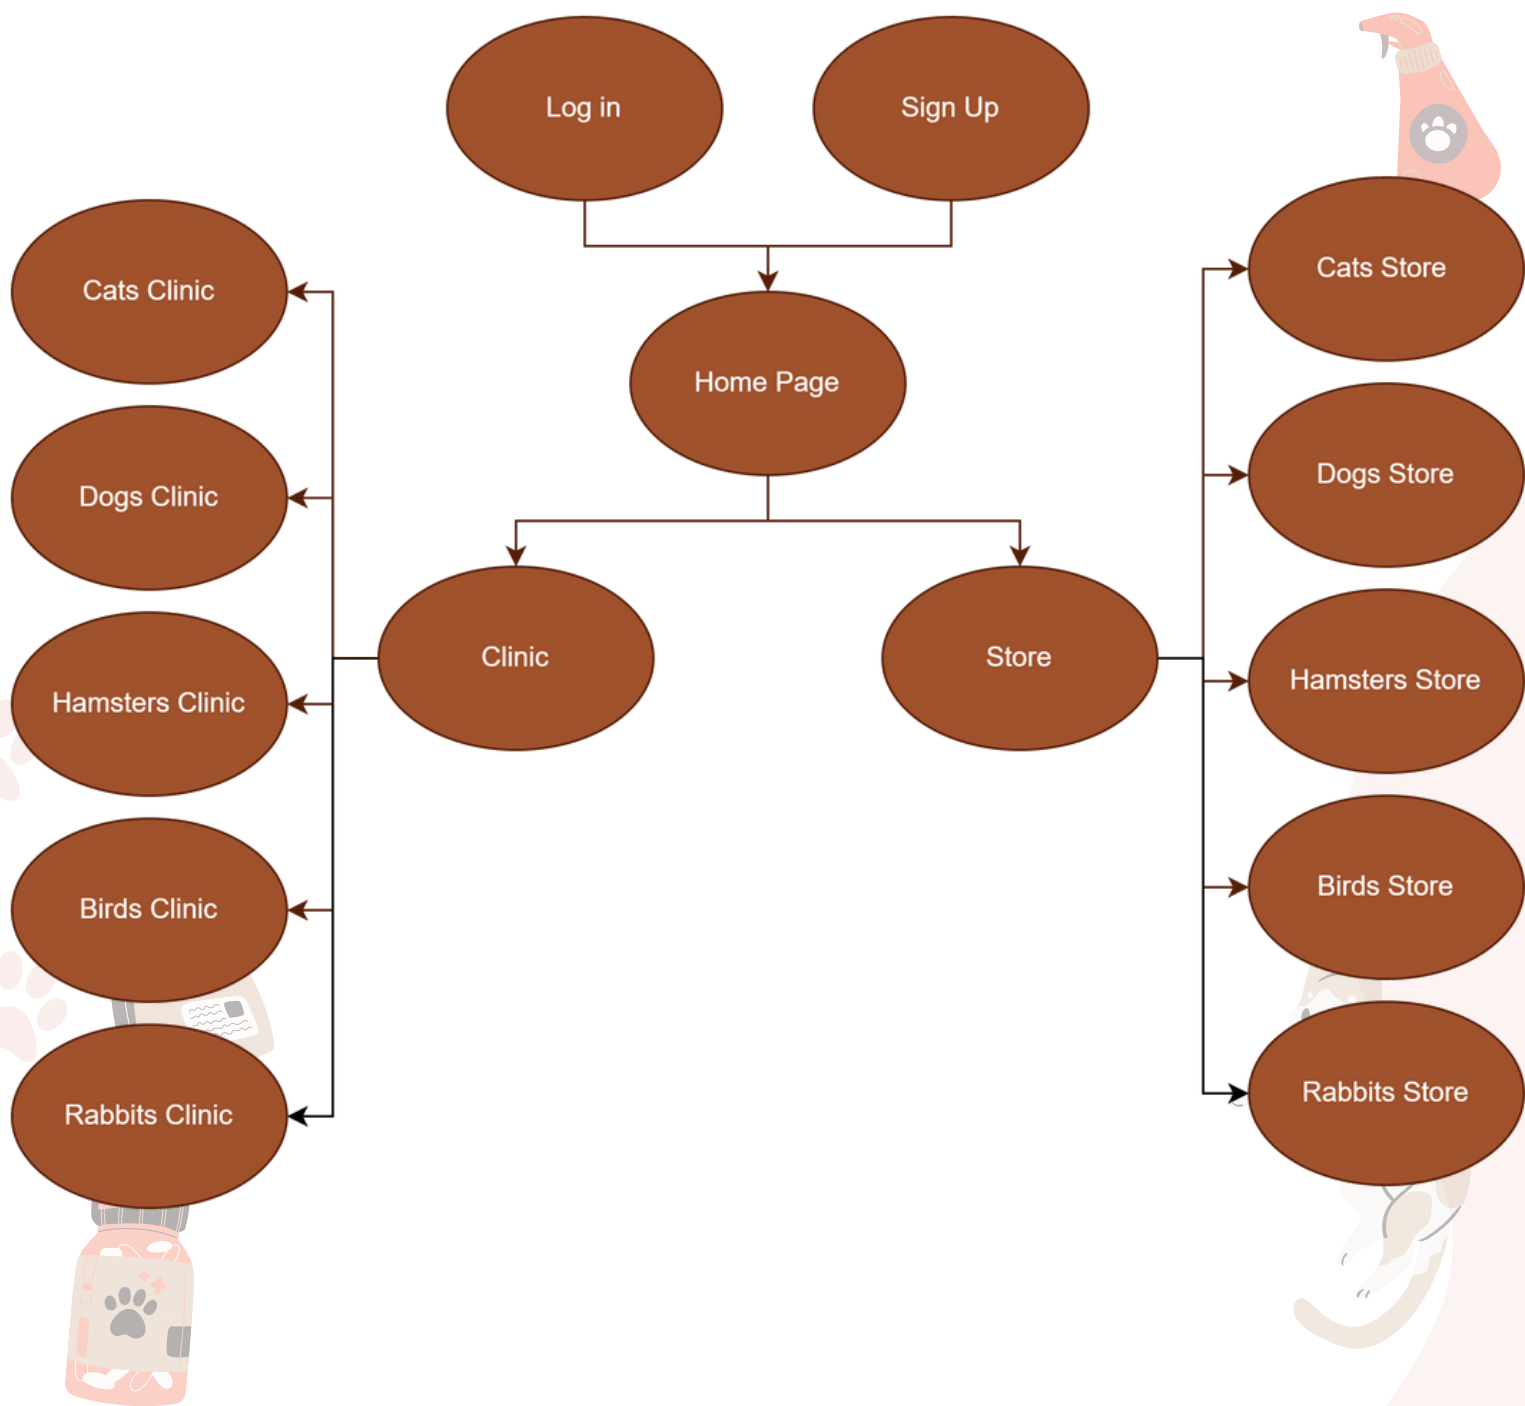 Log in
Sign Up
Home Page
Clinic
Store
Cats Clinic
Dogs Clinic
Hamsters Clinic
Birds Clinic
Rabbits Clinic
Cats Store
Dogs Store
Hamsters Store
Birds Store
Rabbits Store